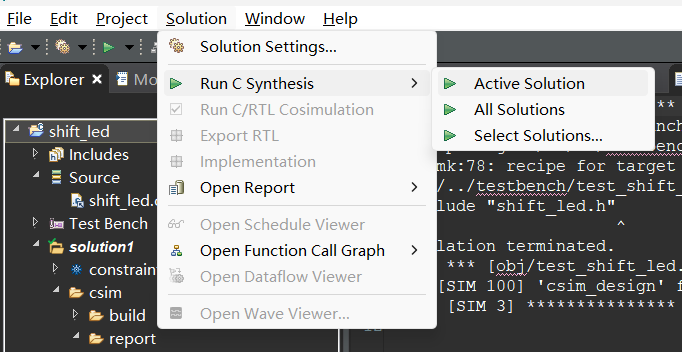 File Edit Project Solution Window Help
Solution Settings...
Explorer
Mo
Run C Synthesis
Active Solution
Run C/RTL Cosimulation
All Solutions
**
shift_led
Export RTL
Select Solutions...
bench
Includes
Implementation
mk:78: recipe for target
Source
Open Report
/../testbench/test_shift_
shift_led.c
lude "shift_led.h"
Test Bench
Open Schedule Viewer
^
solution1
Open Function Call Graph
lation terminated.
constrain
Open Dataflow Viewer
*** [obj/test_shift_led.
csim
[SIM 100] 'csim_design' f
build
Open Wave Viewer...
[SIM 3] ***************
report